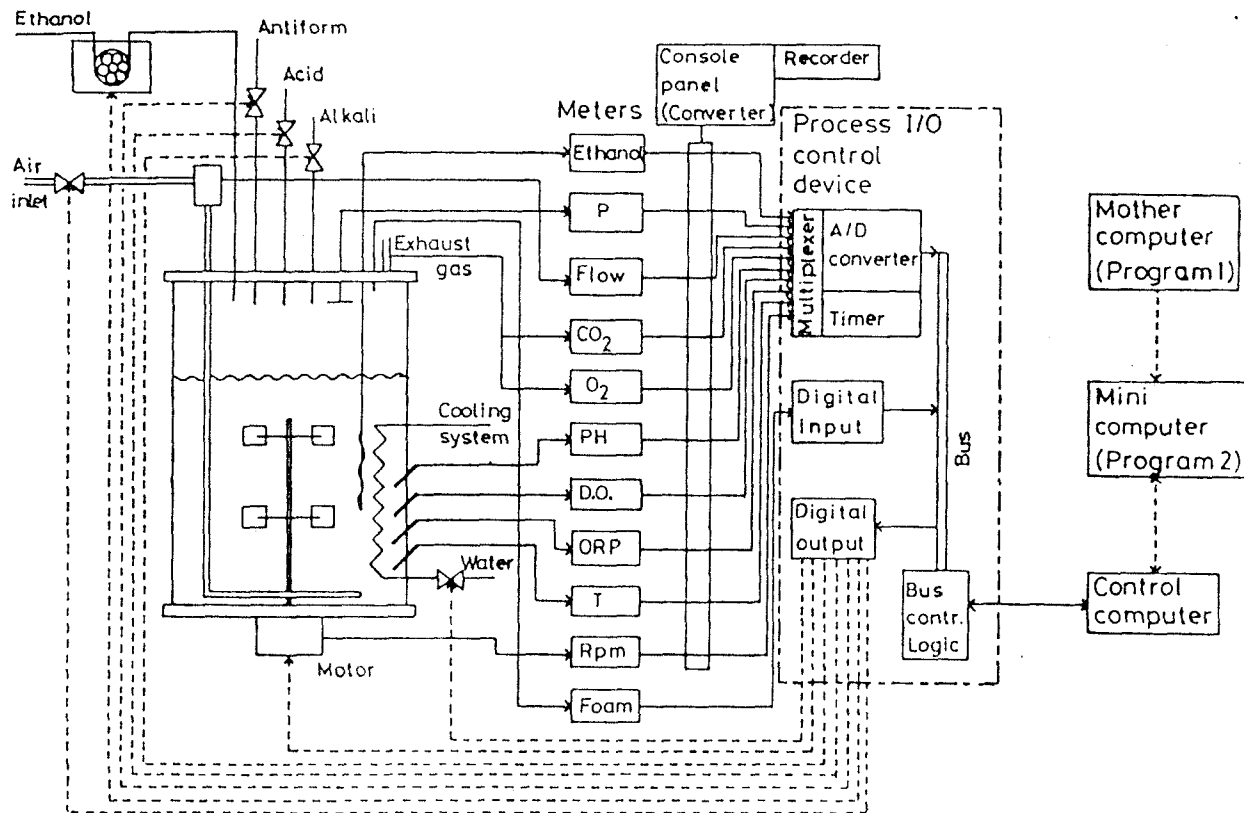 Ethanol
Antiform
Acid
Alkali
Air
inlet
Exhaust
gas
Cooling
system
Water
Motor
Meters
Ethanol
P
Flow
CO₂
O₂
PH
D.O.
ORP
T
Rpm
Foam
Console
panel
(Converter)
Recorder
Process I/O
control
device
Multiplexer
A/D
converter
Timer
Digital
Input
Digital
output
Bus
Bus
contr.
Logic
Mother
computer
(Program1)
Mini
computer
(Program2)
Control
computer